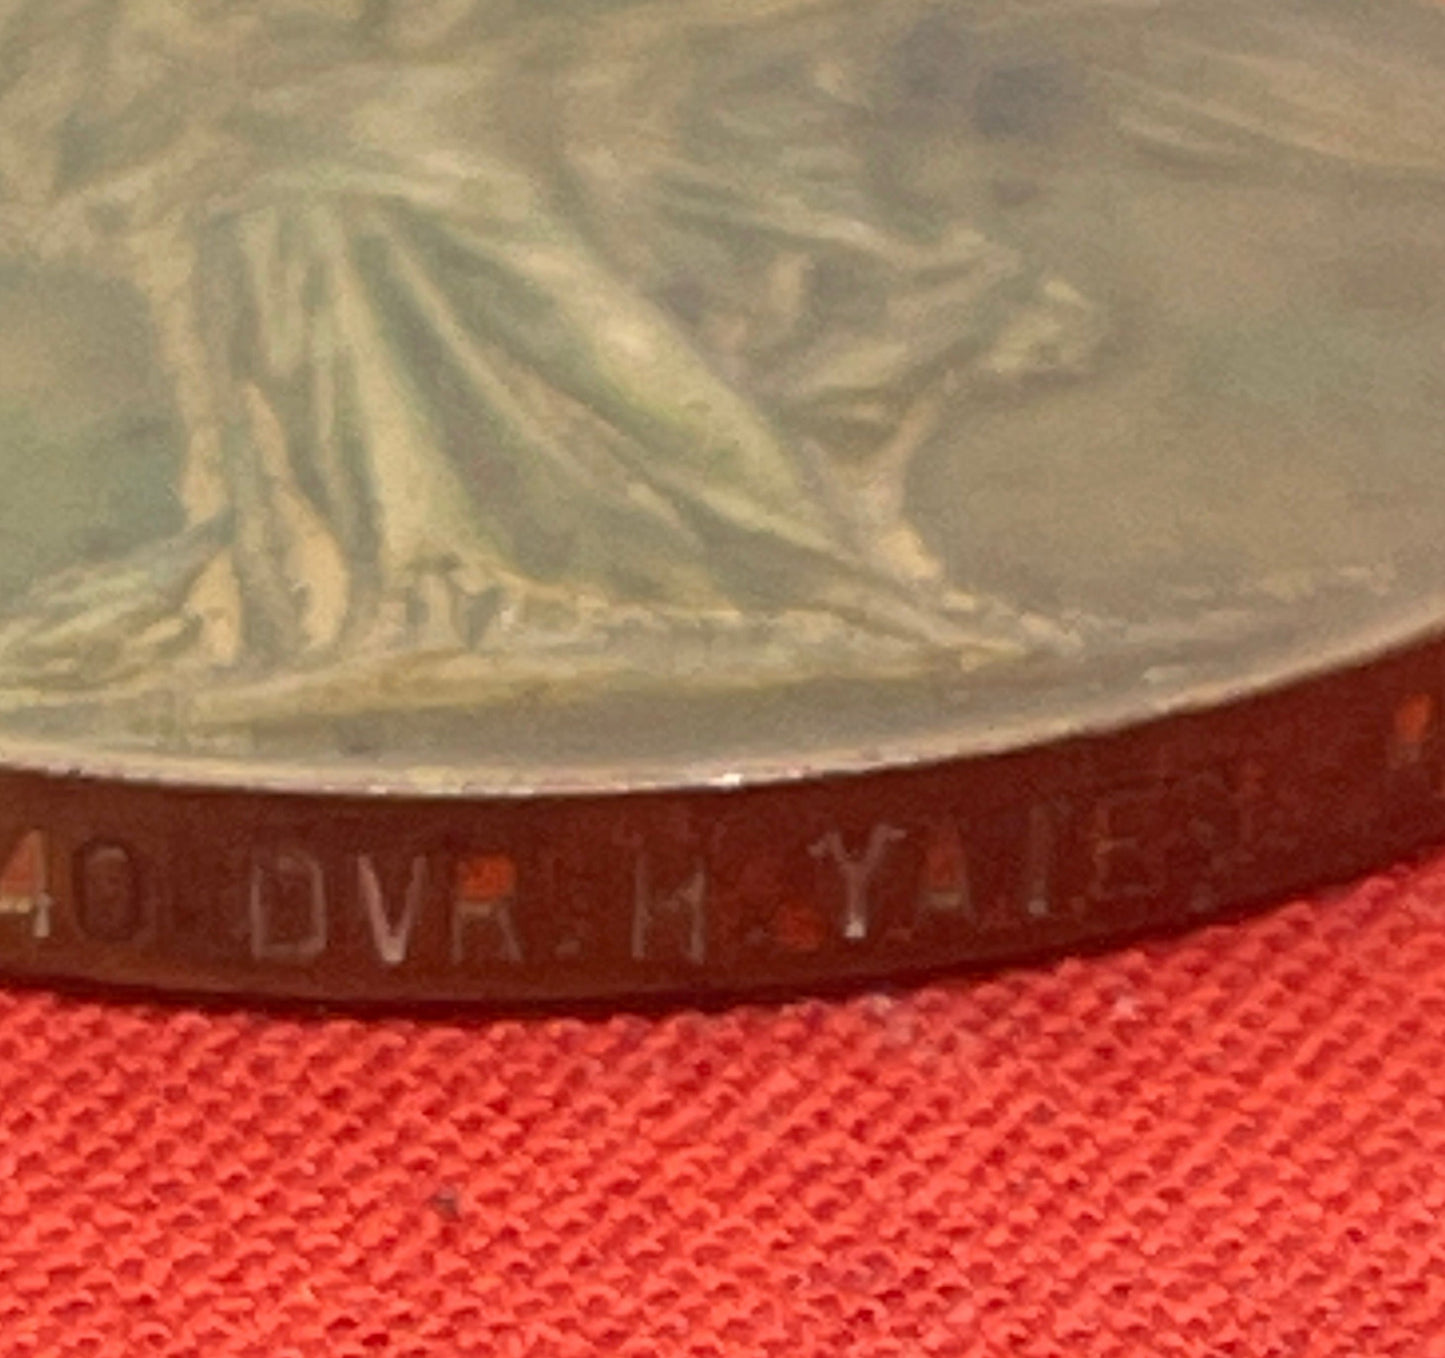 40 DVR. H. YATES.